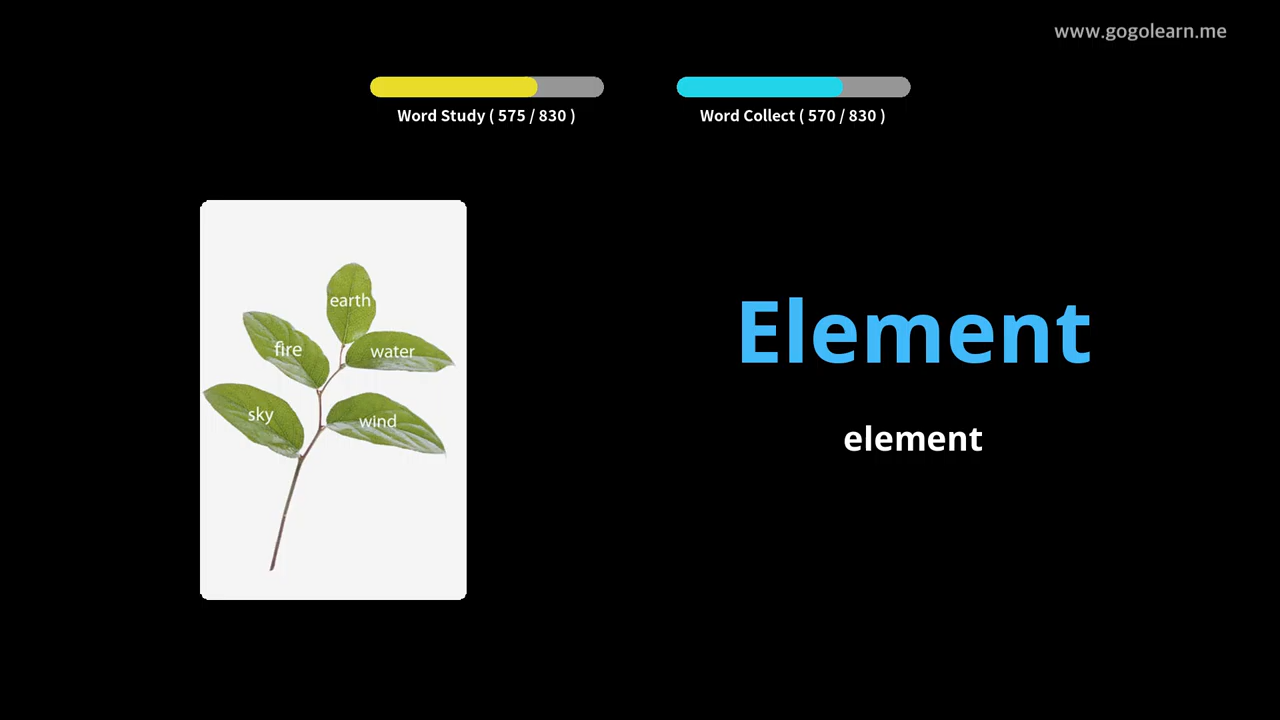 www.gogolearn.me
Word Study ( 575 / 830 )
Word Collect ( 570 / 830 )
earth
fire
water
sky
wind
Element
element